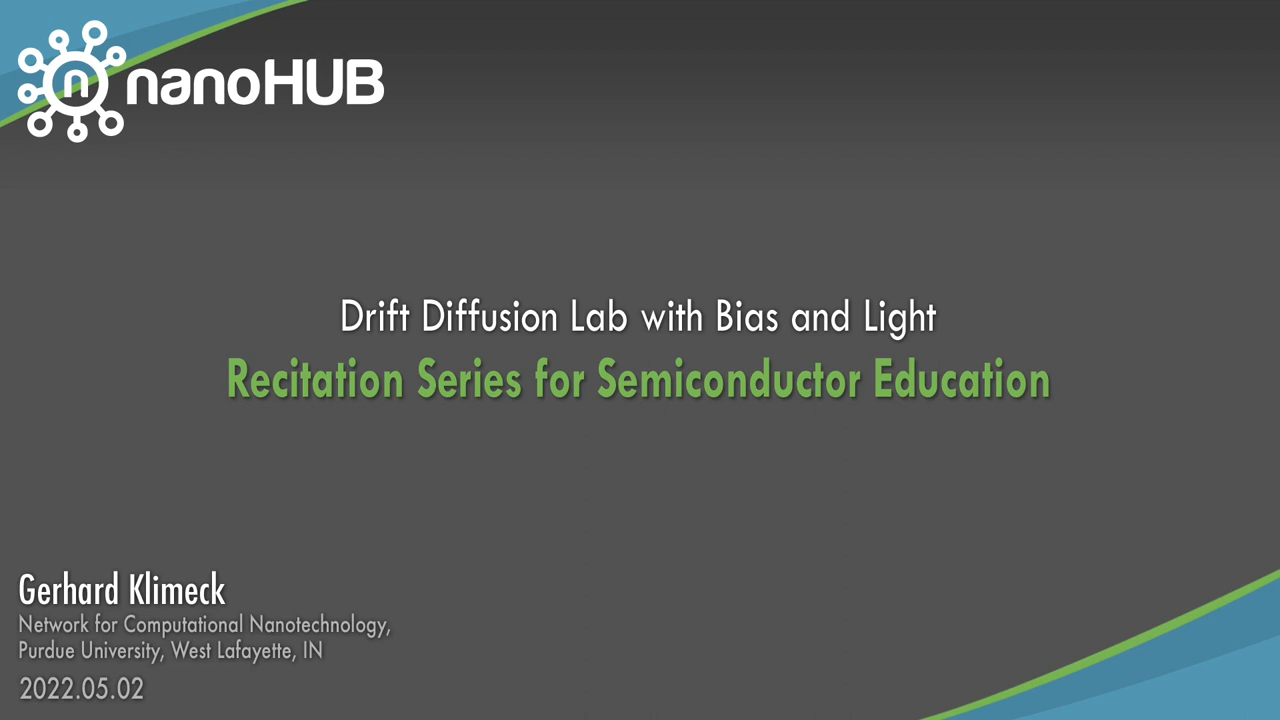 nanoHUB
Drift Diffusion Lab with Bias and Light
Recitation Series for Semiconductor Education
Gerhard Klimeck
Network for Computational Nanotechnology,
Purdue University, West Lafayette, IN
2022.05.02